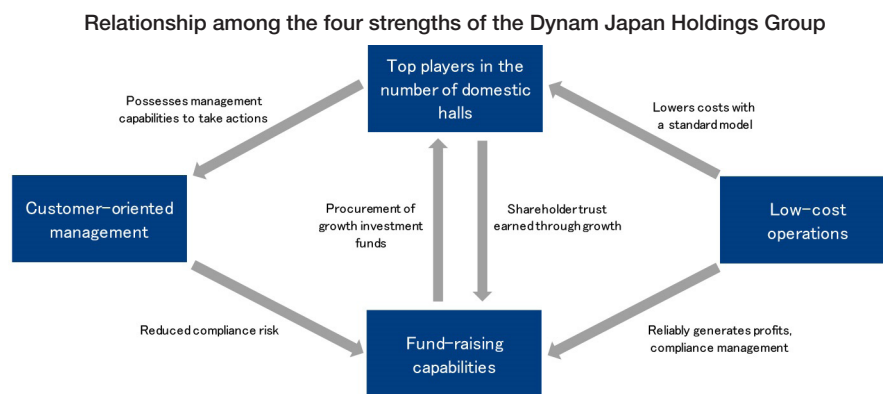 Relationship among the four strengths of the Dynam Japan Holdings Group
Top players in the
number of domestic
halls
Possesses management
capabilities to take actions
Lowers costs with
a standard model
Customer-oriented
management
Procurement of
growth investment
funds
Shareholder trust
earned through growth
Low-cost
operations
Reduced compliance risk
Fund-raising
capabilities
Reliably generates profits,
compliance management